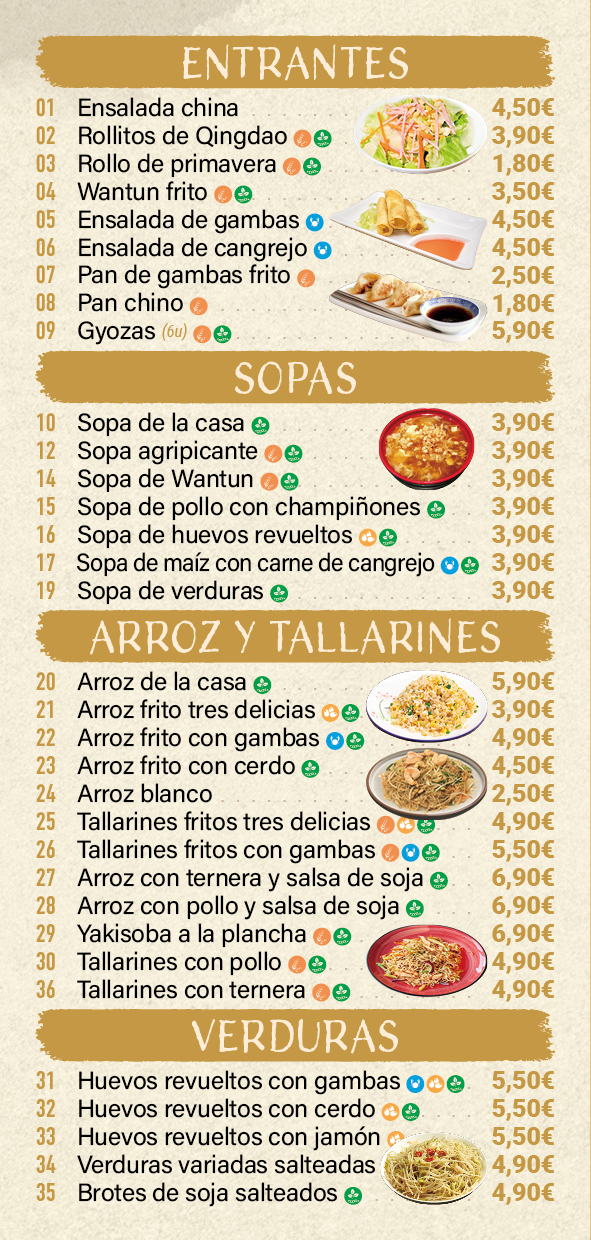 ENTRANTES
01 Ensalada china 4,50€
02 Rollitos de Qingdao 3,90€
03 Rollo de primavera 1,80€
04 Wantun frito 3,50€
05 Ensalada de gambas 4,50€
06 Ensalada de cangrejo 4,50€
07 Pan de gambas frito 2,50€
08 Pan chino 1,80€
09 Gyozas (6u) 5,90€
SOPAS
10 Sopa de la casa 3,90€
12 Sopa agripicante 3,90€
14 Sopa de Wantun 3,90€
15 Sopa de pollo con champiñones 3,90€
16 Sopa de huevos revueltos 3,90€
17 Sopa de maíz con carne de cangrejo 3,90€
19 Sopa de verduras 3,90€
ARROZ Y TALLARINES
20 Arroz de la casa 5,90€
21 Arroz frito tres delicias 3,90€
22 Arroz frito con gambas 4,90€
23 Arroz frito con cerdo 4,50€
24 Arroz blanco 2,50€
25 Tallarines fritos tres delicias 4,90€
26 Tallarines fritos con gambas 5,50€
27 Arroz con ternera y salsa de soja 6,90€
28 Arroz con pollo y salsa de soja 6,90€
29 Yakisoba a la plancha 6,90€
30 Tallarines con pollo 4,90€
36 Tallarines con ternera 4,90€
VERDURAS
31 Huevos revueltos con gambas 5,50€
32 Huevos revueltos con cerdo 5,50€
33 Huevos revueltos con jamón 5,50€
34 Verduras variadas salteadas 4,90€
35 Brotes de soja salteados 4,90€